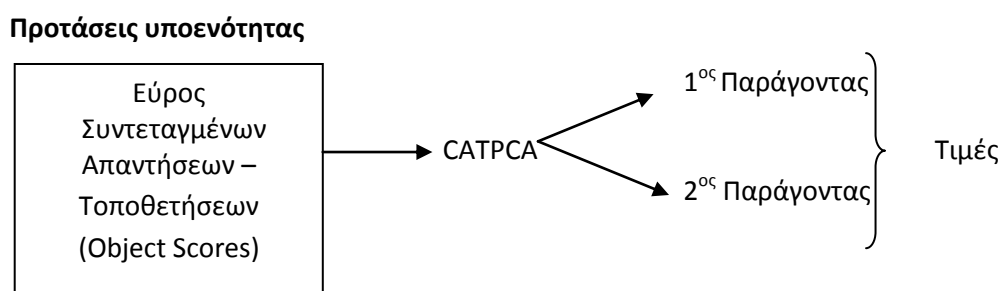 Προτάσεις υποενότητας
Εύρος
Συντεταγμένων
Απαντήσεων –
Τοποθετήσεων
(Object Scores)
CATPCA
1ος Παράγοντας
2ος Παράγοντας
Τιμές